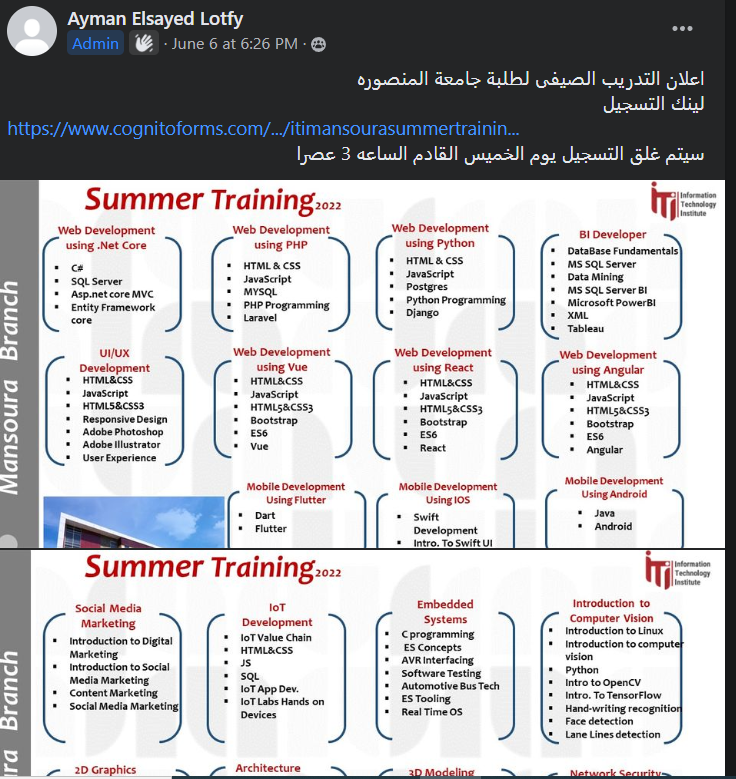 Ayman Elsayed Lotfy
Admin · June 6 at 6:26 PM ·
اعلان التدريب الصيفى لطلبة جامعة المنصوره
لينك التسجيل
https://www.cognitoforms.com/.../itimansourasummertrainin...
سيتم غلق التسجيل يوم الخميس القادم الساعه 3 عصرا
Summer Training 2022
iTi Information
Technology
Institute
Mansoura Branch
Web Development
using .Net Core
C#
SQL Server
Asp.net core MVC
Entity Framework
core
Web Development
using PHP
HTML & CSS
JavaScript
MYSQL
PHP Programming
Laravel
Web Development
using Python
HTML & CSS
JavaScript
Postgres
Python Programming
Django
BI Developer
DataBase Fundamentals
MS SQL Server
Data Mining
MS SQL Server BI
Microsoft PowerBI
XML
Tableau
UI/UX
Development
HTML&CSS
JavaScript
HTML5&CSS3
Responsive Design
Adobe Photoshop
Adobe Illustrator
User Experience
Web Development
using Vue
HTML&CSS
JavaScript
HTML5&CSS3
Bootstrap
ES6
Vue
Web Development
using React
HTML&CSS
JavaScript
HTML5&CSS3
Bootstrap
ES6
React
Web Development
using Angular
HTML&CSS
JavaScript
HTML5&CSS3
Bootstrap
ES6
Angular
Mobile Development
Using Flutter
Dart
Flutter
Mobile Development
Using IOS
Swift
Development
Intro. To Swift UI
Mobile Development
Using Android
Java
Android
Summer Training 2022
iTi Information
Technology
Institute
ra Branch
Social Media
Marketing
Introduction to Digital
Marketing
Introduction to Social
Media Marketing
Content Marketing
Social Media Marketing
IoT
Development
IoT Value Chain
HTML&CSS
JS
SQL
IoT App Dev.
IoT Labs Hands on
Devices
Embedded
Systems
C programming
ES Concepts
AVR Interfacing
Software Testing
Automotive Bus Tech
ES Tooling
Real Time OS
Introduction to
Computer Vision
Introduction to Linux
Introduction to computer
vision
Python
Intro to OpenCV
Intro. To TensorFlow
Hand-writing recognition
Face detection
Lane Lines detection
2D Graphics
Architecture
3D Modeling
Network Security